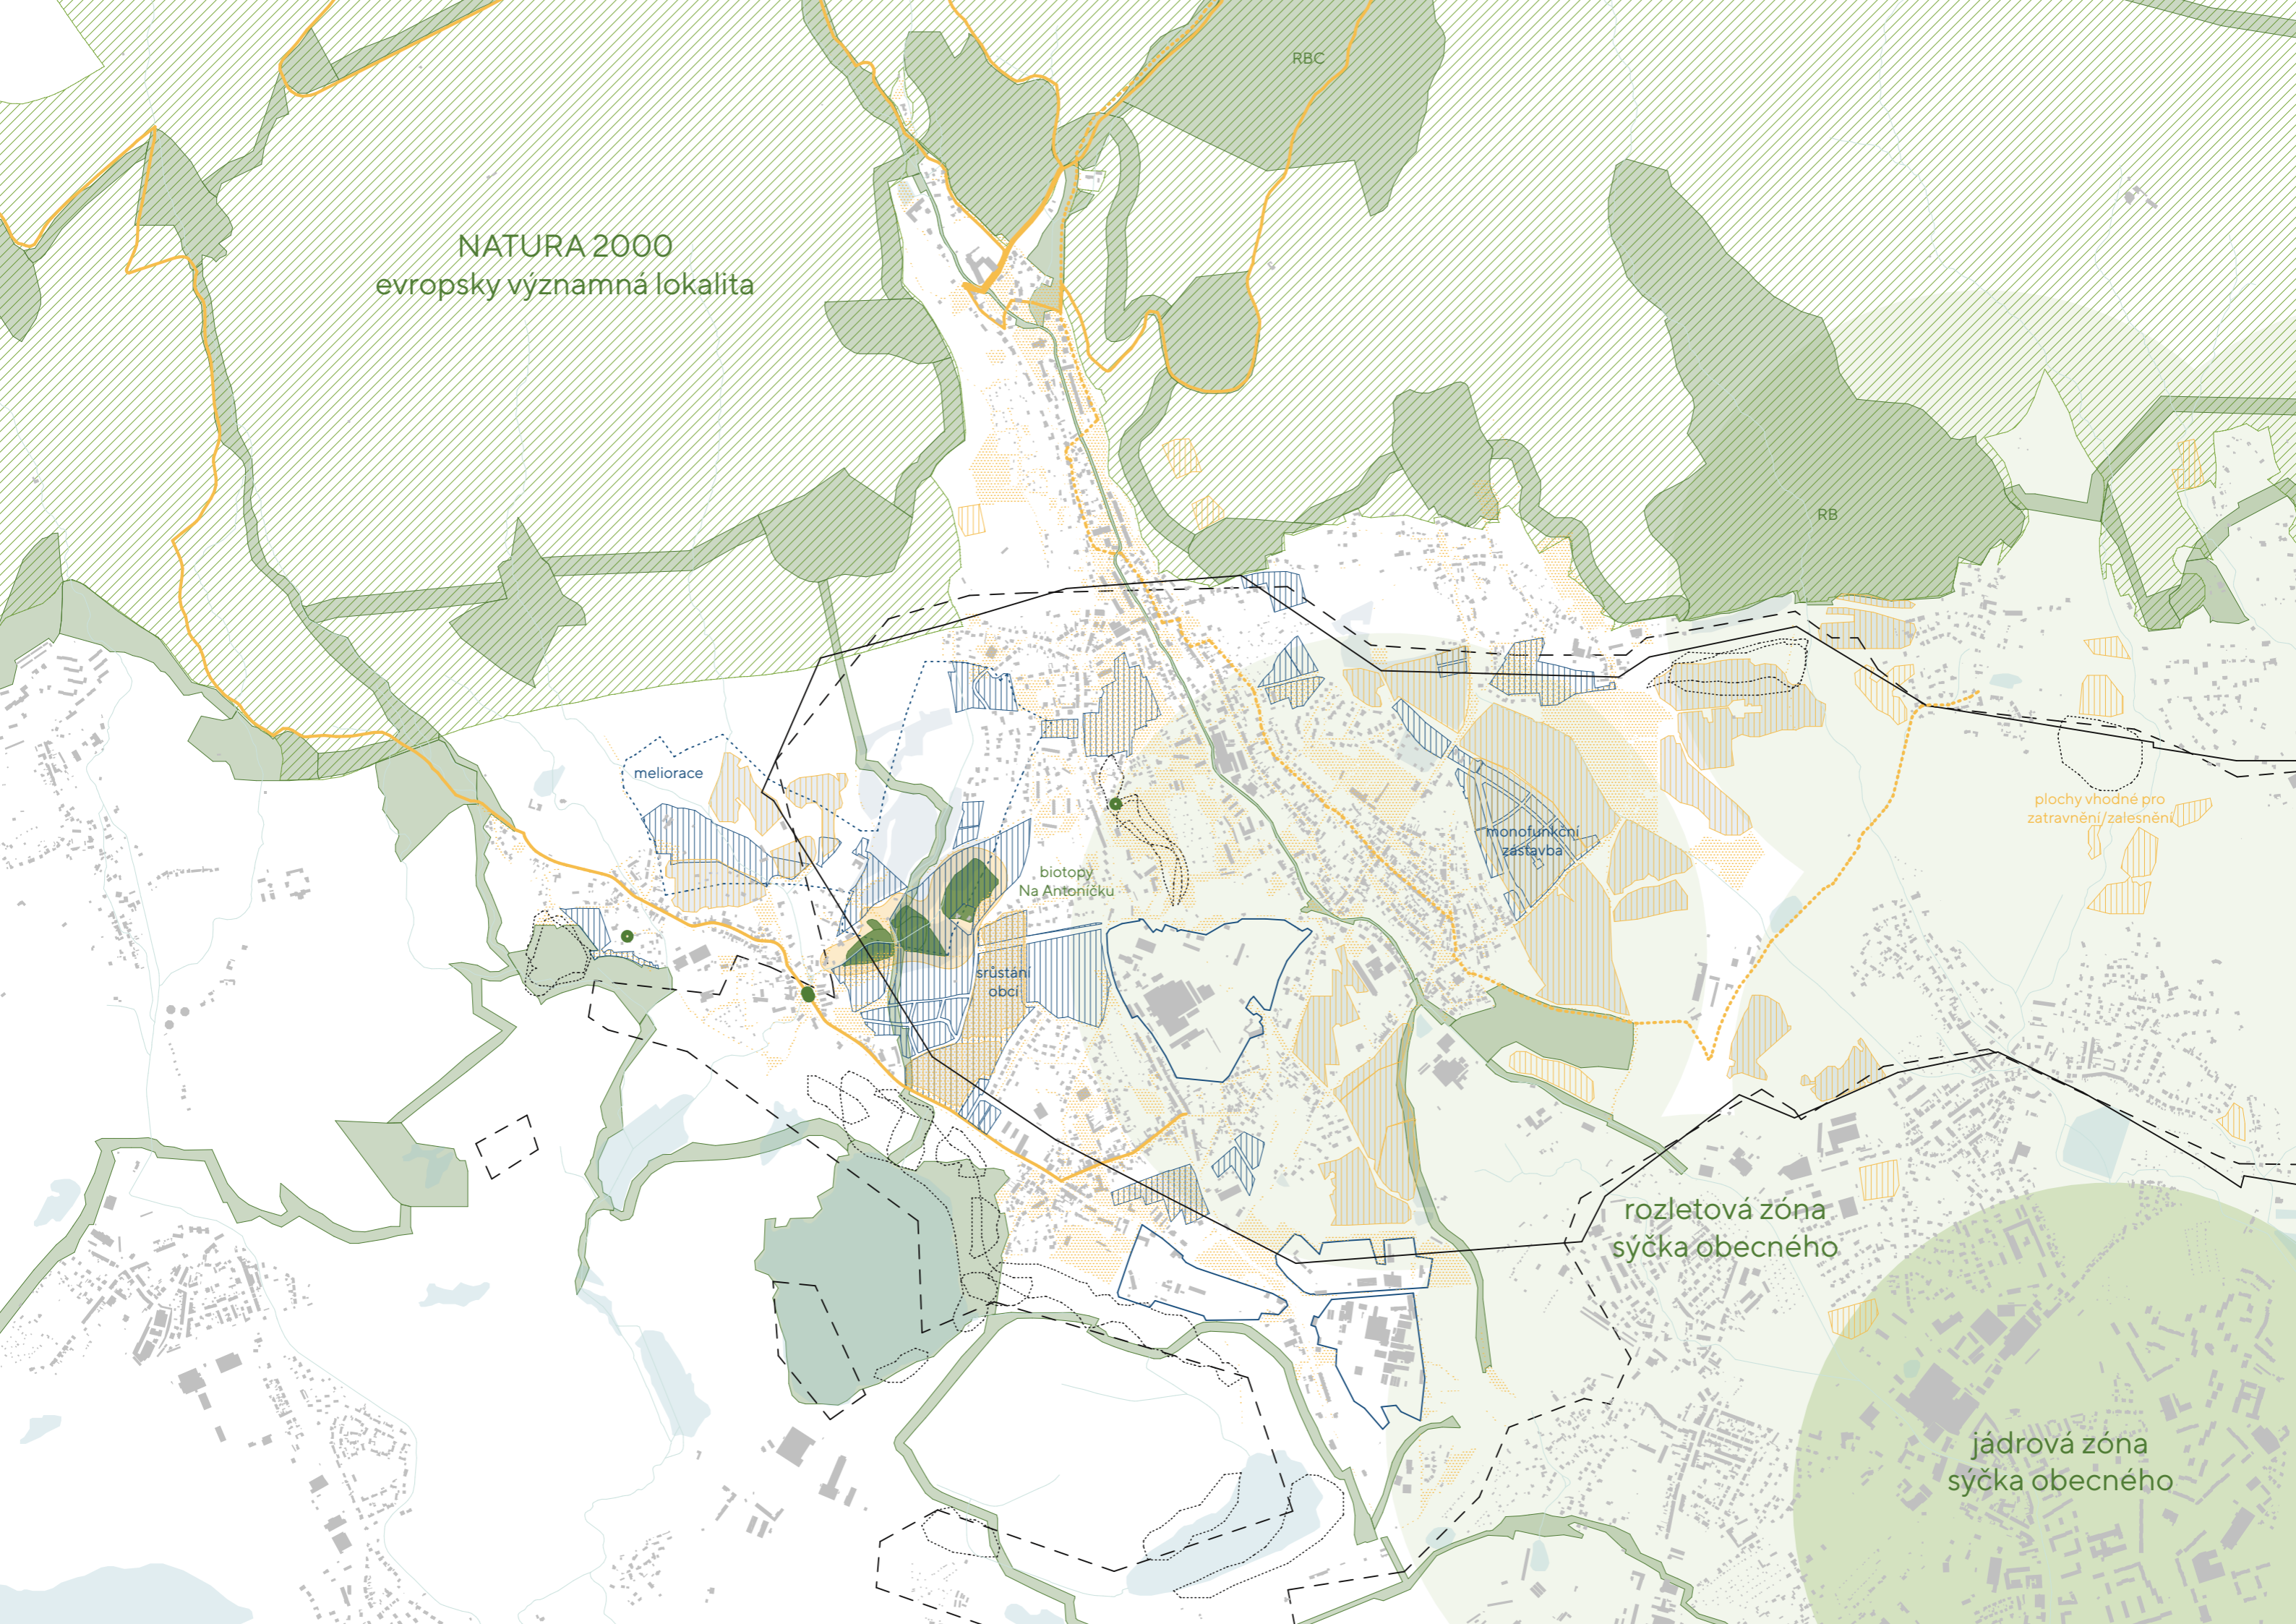 RBC
NATURA 2000
evropsky významná lokalita
RB
meliorace
plochy vhodné pro
zatravnění/zalesnění
monofunkční
zástavba
biotopy
Na Antoníčku
srůstání
obcí
rozletová zóna
sýčka obecného
jádrová zóna
sýčka obecného